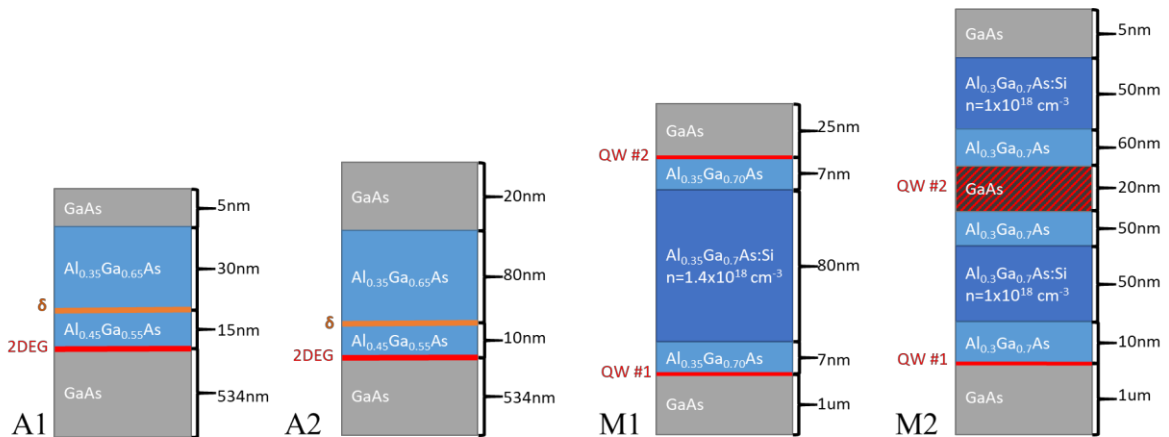 GaAs
5nm
Al0.35Ga0.65As
30nm
δ
Al0.45Ga0.55As
15nm
2DEG
GaAs
534nm
A1
GaAs
20nm
Al0.35Ga0.65As
80nm
δ
Al0.45Ga0.55As
10nm
2DEG
GaAs
534nm
A2
GaAs
25nm
QW #2
Al0.35Ga0.70As
7nm
Al0.35Ga0.7As:Si
n=1.4x10^18 cm^-3
80nm
Al0.35Ga0.70As
7nm
QW #1
GaAs
1um
M1
GaAs
5nm
Al0.3Ga0.7As:Si
n=1x10^18 cm^-3
50nm
Al0.3Ga0.7As
60nm
QW #2
GaAs
20nm
Al0.3Ga0.7As
50nm
Al0.3Ga0.7As:Si
n=1x10^18 cm^-3
50nm
Al0.3Ga0.7As
10nm
QW #1
GaAs
1um
M2